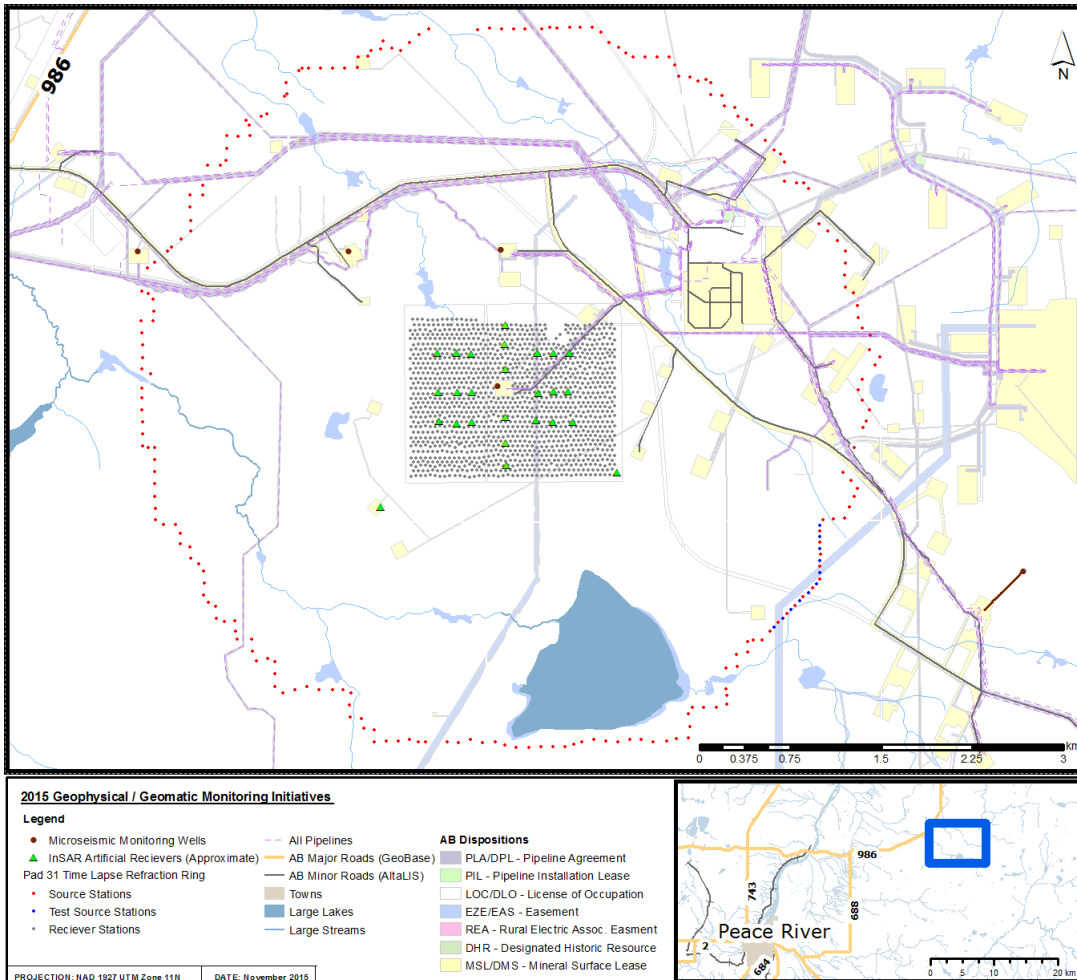 986
N
km
0 0.375 0.75 1.5 2.25 3
2015 Geophysical / Geomatic Monitoring Initiatives
Legend
Microseismic Monitoring Wells
InSAR Artificial Recievers (Approximate)
Pad 31 Time Lapse Refraction Ring
Source Stations
Test Source Stations
Reciever Stations
All Pipelines
AB Major Roads (GeoBase)
AB Minor Roads (AltaLIS)
Towns
Large Lakes
Large Streams
AB Dispositions
PLA/DPL - Pipeline Agreement
PIL - Pipeline Installation Lease
LOC/DLO - License of Occupation
EZE/EAS - Easement
REA - Rural Electric Assoc. Easment
DHR - Designated Historic Resource
MSL/DMS - Mineral Surface Lease
PROJECTION: NAD 1927 UTM Zone 11N
DATE: November 2015
986
743
688
Peace River
2
684
km
0 5 10 20